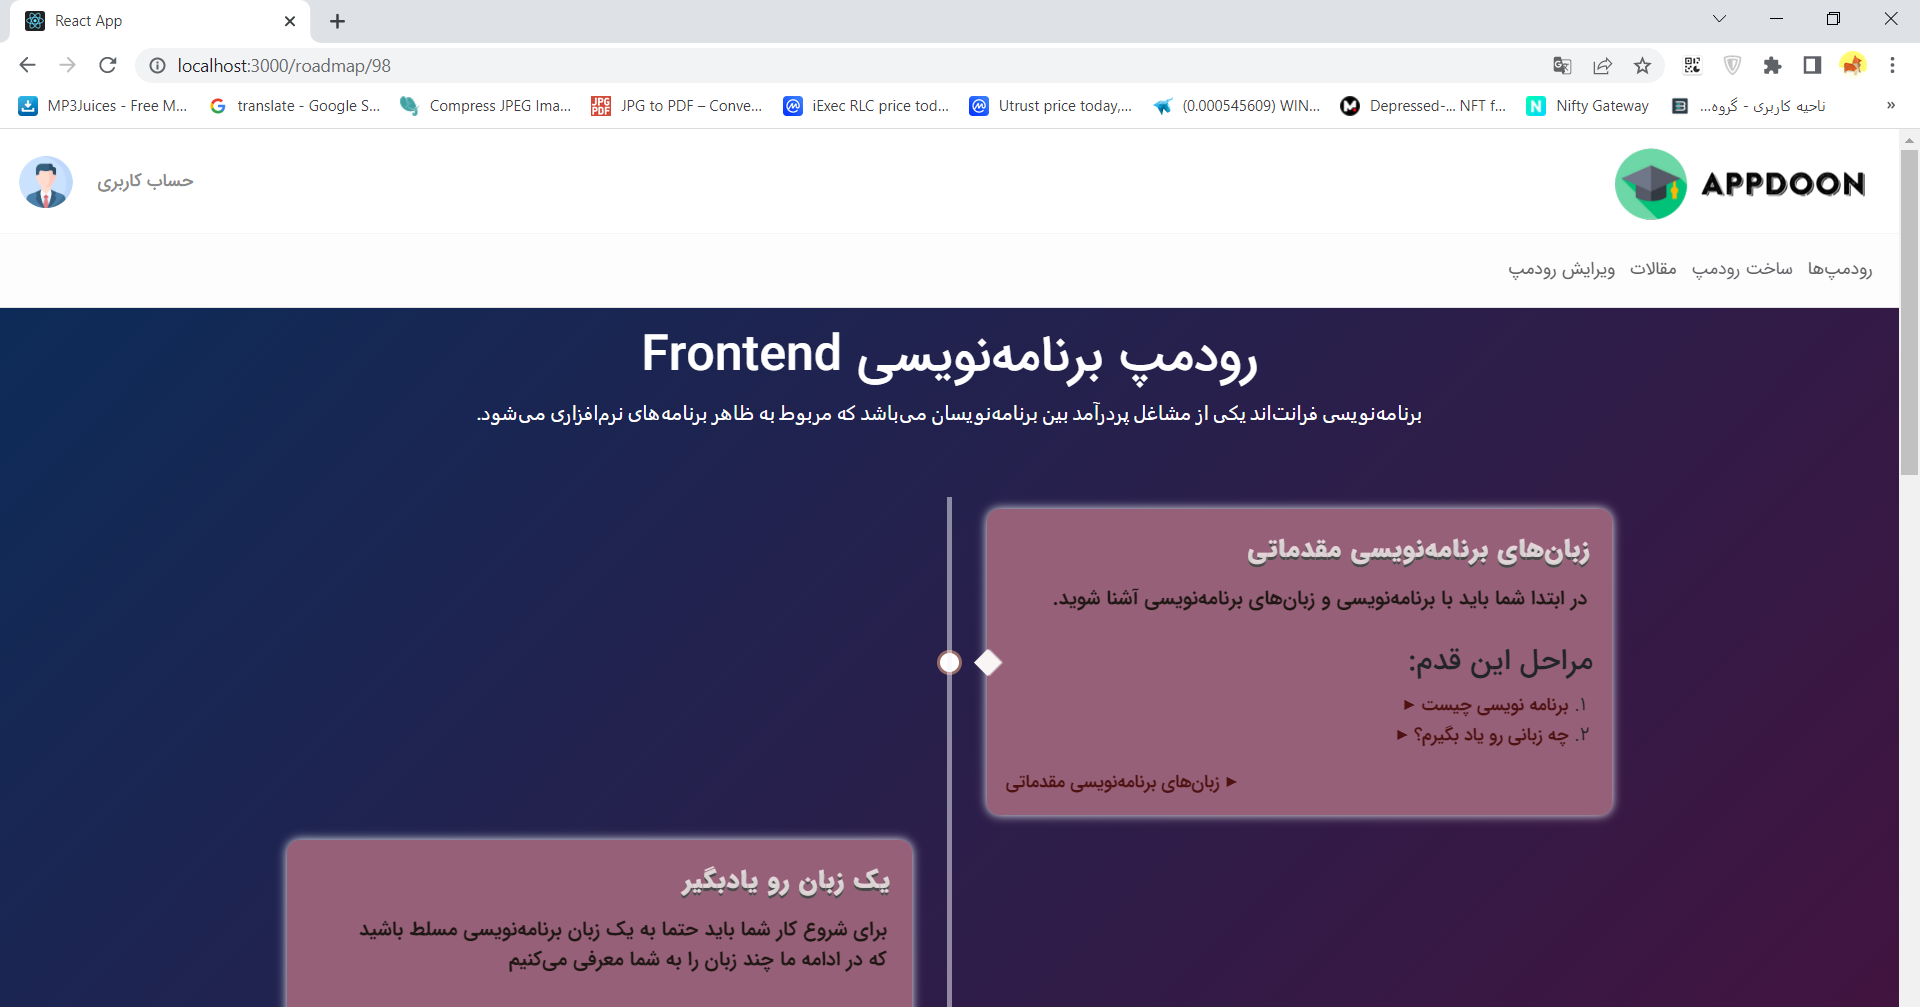 React App
localhost:3000/roadmap/98
MP3Juices - Free M...
translate - Google S...
Compress JPEG Ima...
JPG to PDF – Conve...
iExec RLC price tod...
Utrust price today,...
(0.000545609) WIN...
Depressed-... NFT f...
Nifty Gateway
ناحیه کاربری - گروه...
»
APPDOON
حساب کاربری
رودمپ‌ها
ساخت رودمپ
مقالات
ویرایش رودمپ
رودمپ برنامه‌نویسی Frontend
برنامه‌نویسی فرانت‌اند یکی از مشاغل پردرآمد بین برنامه‌نویسان می‌باشد که مربوط به ظاهر برنامه‌های نرم‌افزاری می‌شود.
زبان‌های برنامه‌نویسی مقدماتی
در ابتدا شما باید با برنامه‌نویسی و زبان‌های برنامه‌نویسی آشنا شوید.
مراحل این قدم:
۱. برنامه نویسی چیست ►
۲. چه زبانی رو یاد بگیرم؟ ►
► زبان‌های برنامه‌نویسی مقدماتی
یک زبان رو یادبگیر
برای شروع کار شما باید حتما به یک زبان برنامه‌نویسی مسلط باشید
که در ادامه ما چند زبان را به شما معرفی می‌کنیم